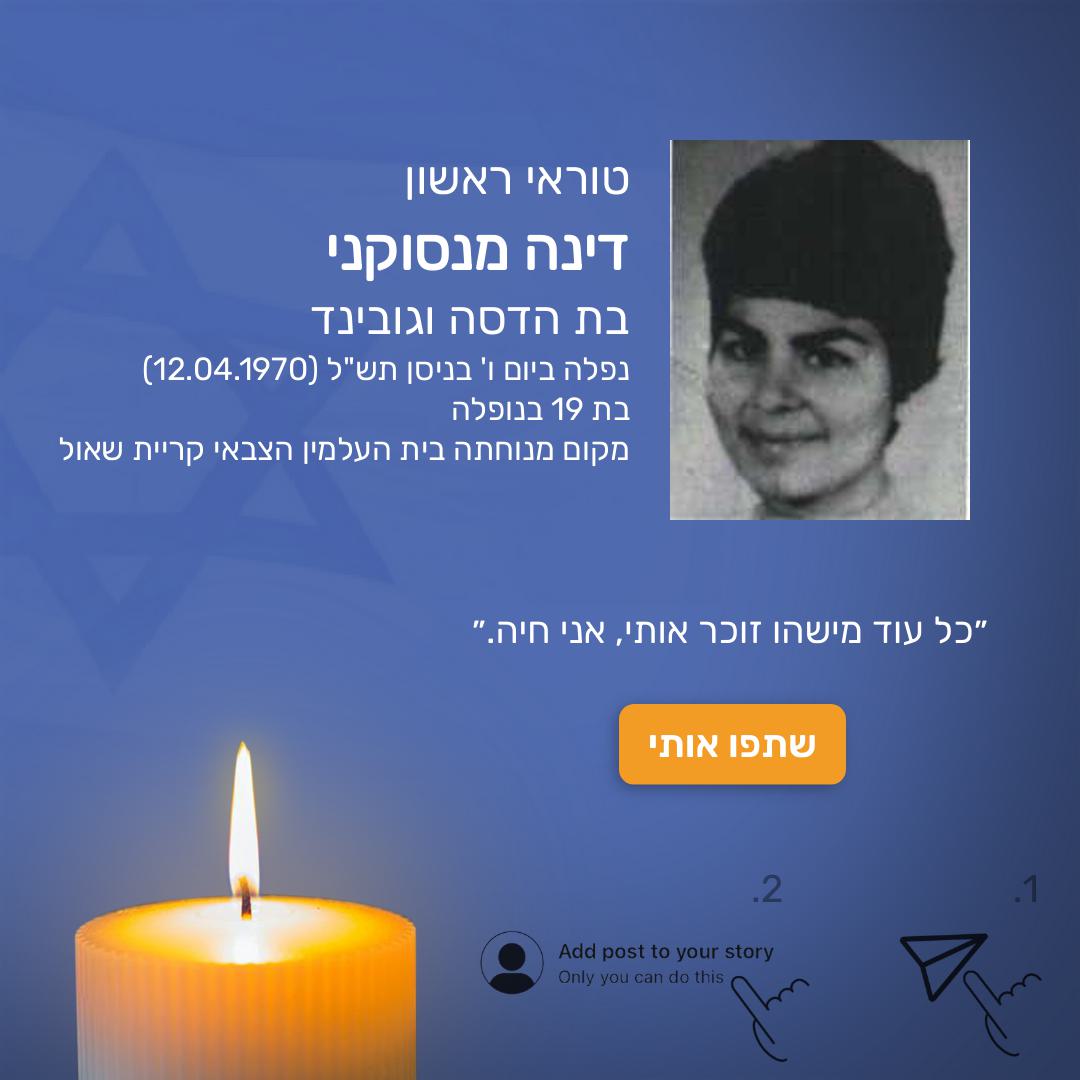 טוראי ראשון
דינה מנסוקני
בת הדסה וגובינד
נפלה ביום ו' בניסן תש"ל (12.04.1970)
בת 19 בנופלה
מקום מנוחתה בית העלמין הצבאי קריית שאול
״כל עוד מישהו זוכר אותי, אני חיה.״
שתפו אותי
.1
.2
Add post to your story
Only you can do this